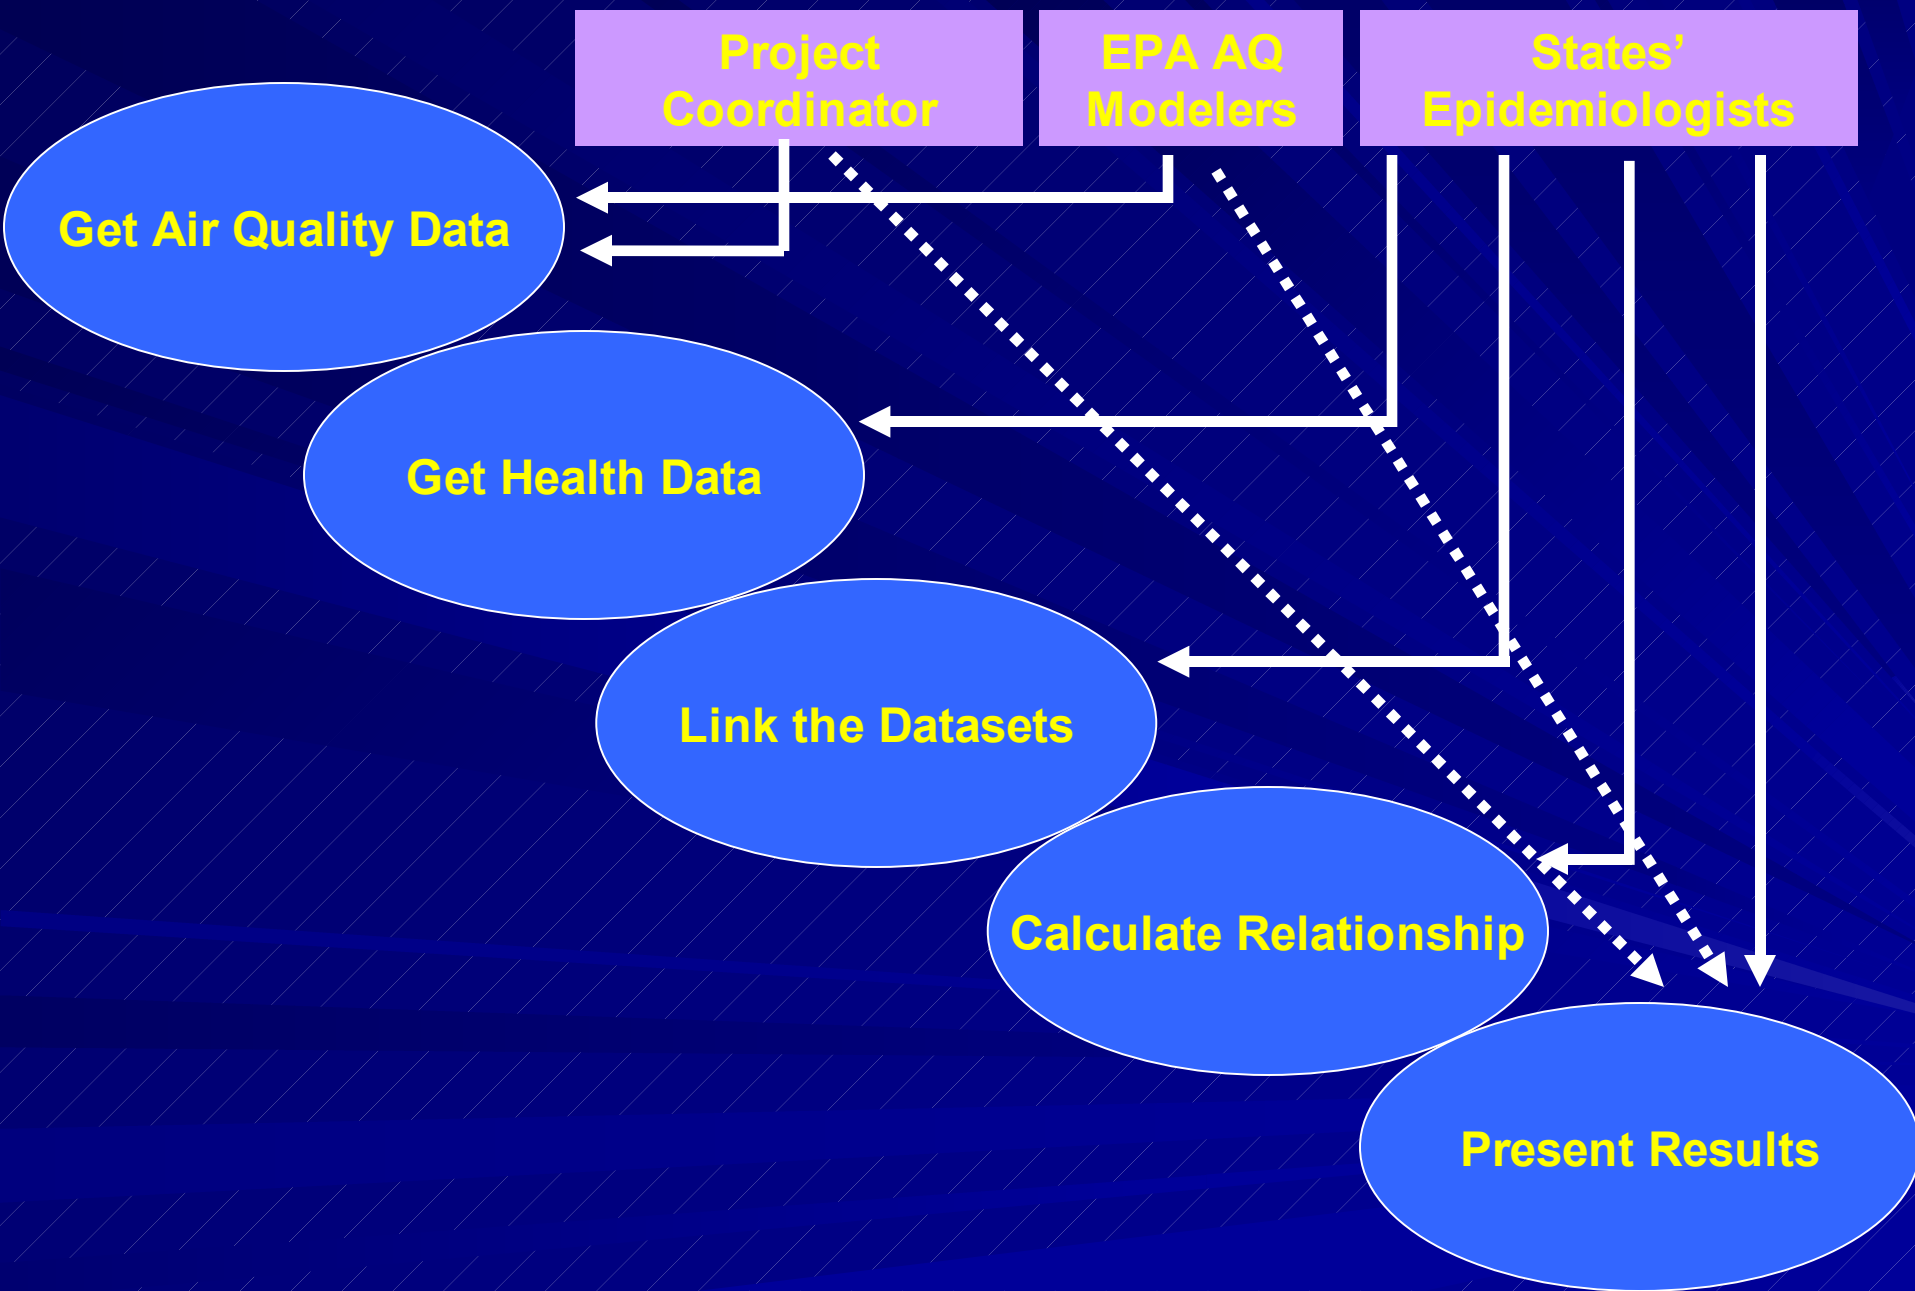 Project
Coordinator
EPA AQ
Modelers
States’
Epidemiologists
Get Air Quality Data
Get Health Data
Link the Datasets
Calculate Relationship
Present Results